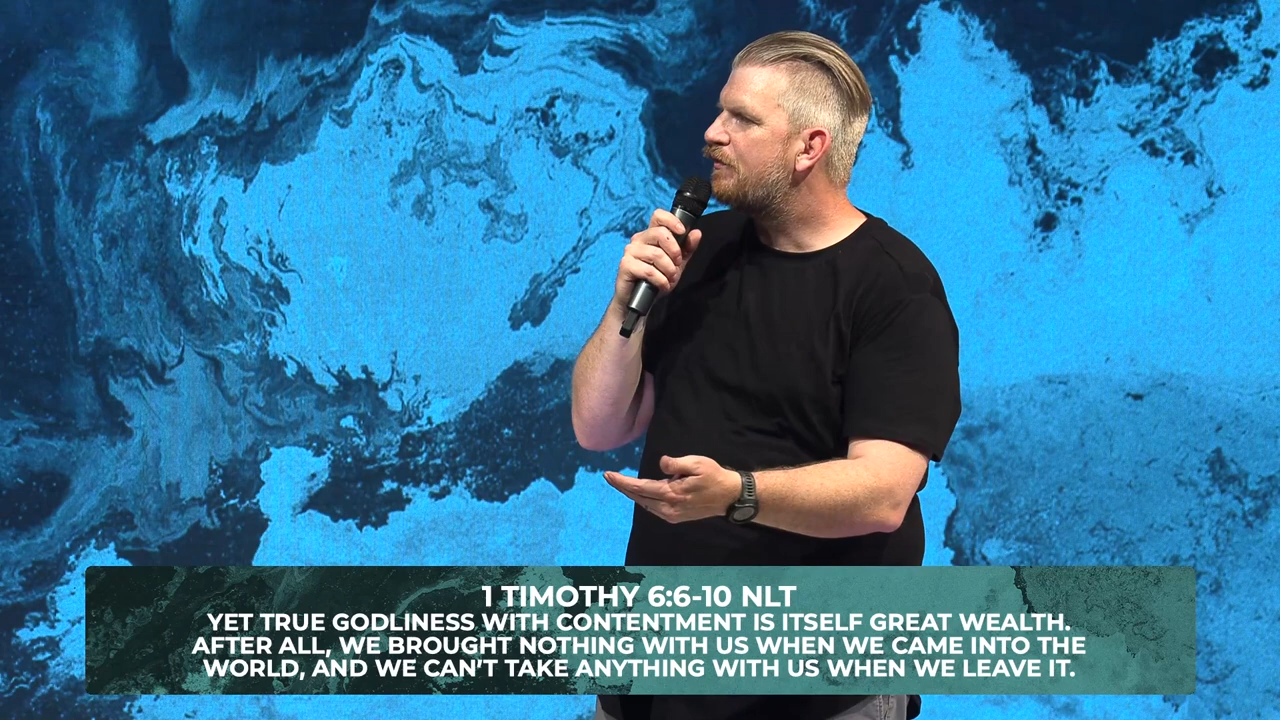 1 TIMOTHY 6:6-10 NLT
YET TRUE GODLINESS WITH CONTENTMENT IS ITSELF GREAT WEALTH.
AFTER ALL, WE BROUGHT NOTHING WITH US WHEN WE CAME INTO THE
WORLD, AND WE CAN'T TAKE ANYTHING WITH US WHEN WE LEAVE IT.